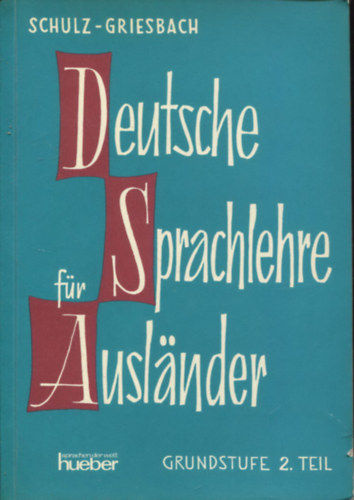 SCHULZ-GRIESBACH
Deutsche
Sprachlehre
für
Ausländer
sprachen der welt
hueber
GRUNDSTUFE 2. TEIL